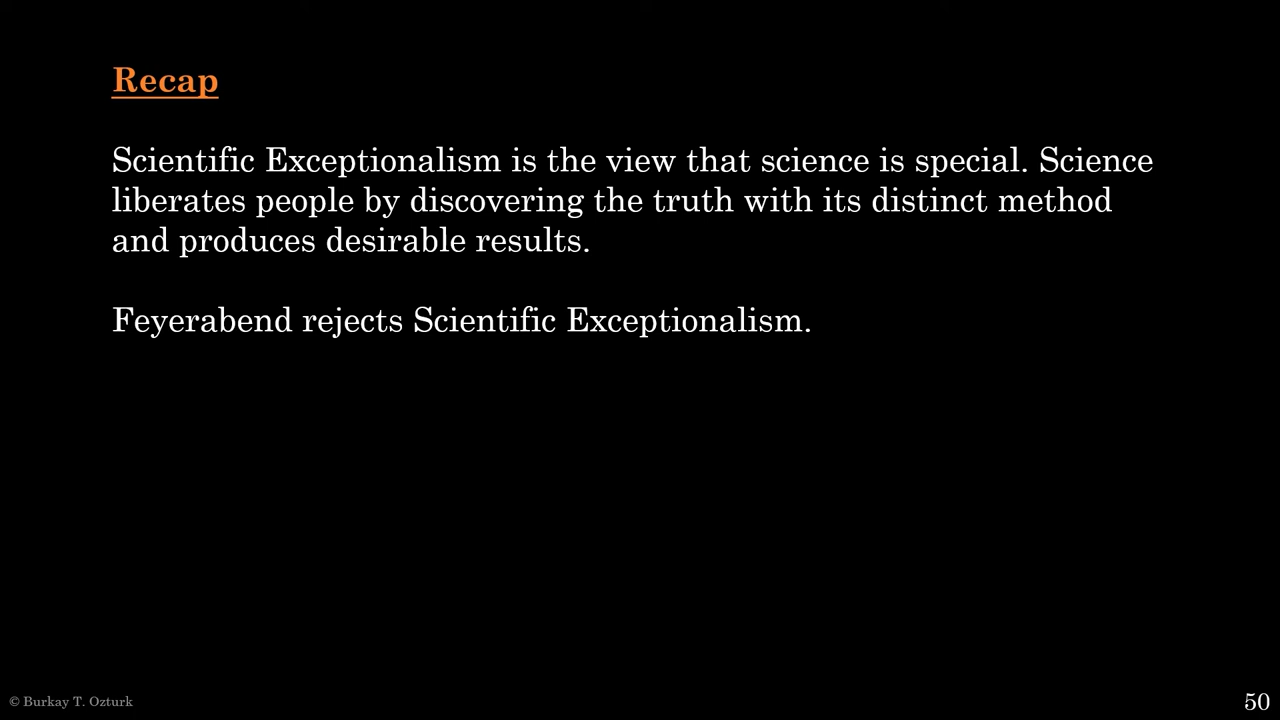 Recap
Scientific Exceptionalism is the view that science is special. Science
liberates people by discovering the truth with its distinct method
and produces desirable results.
Feyerabend rejects Scientific Exceptionalism.
© Burkay T. Ozturk
50